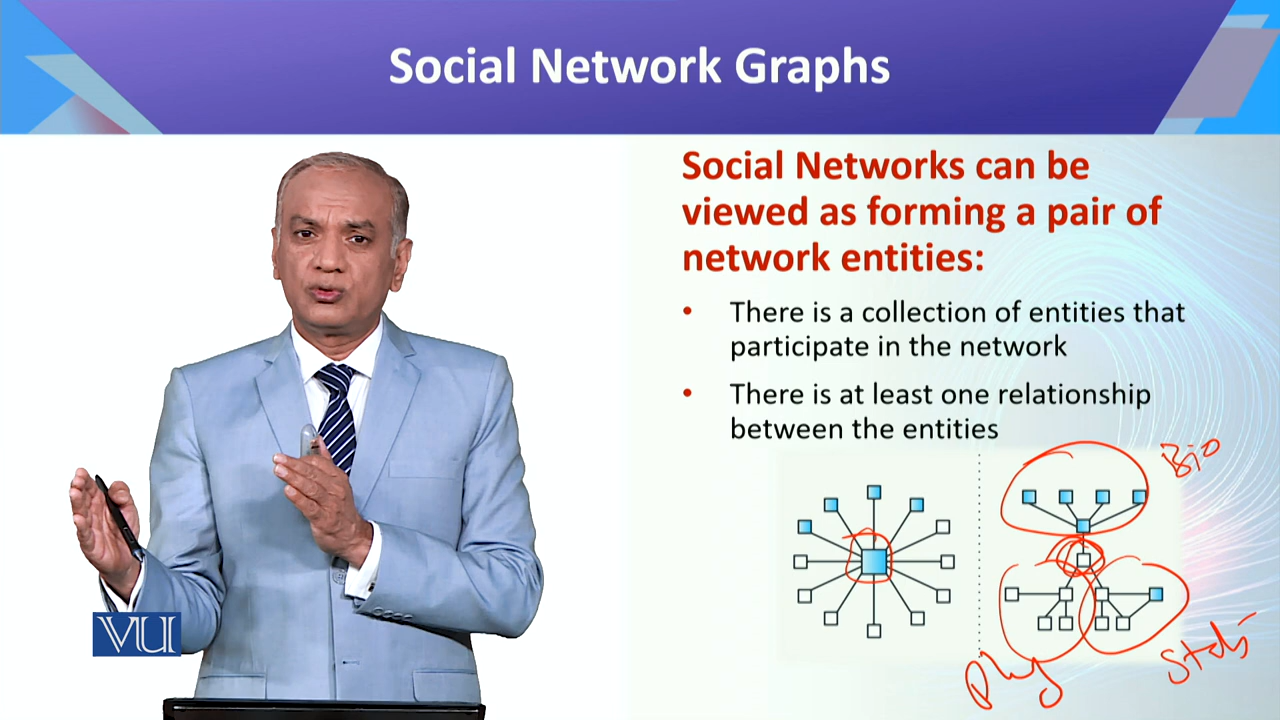 Social Network Graphs
Social Networks can be
viewed as forming a pair of
network entities:
• There is a collection of entities that
participate in the network
• There is at least one relationship
between the entities
Bio
Phy
Stats
VU